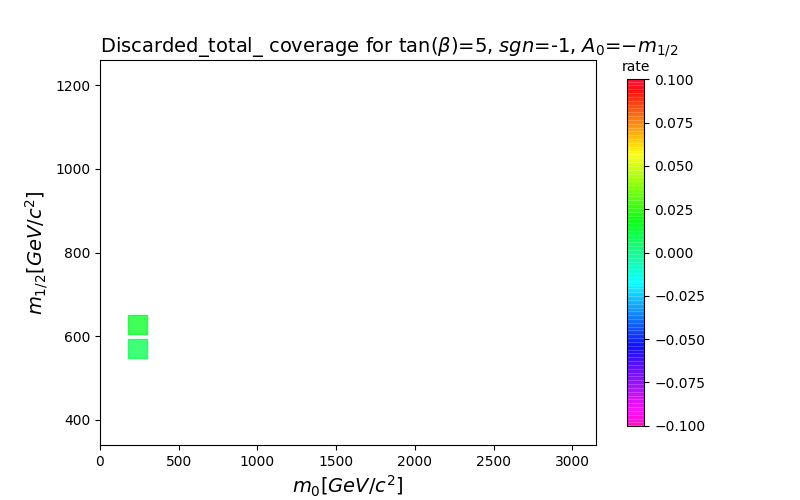 Discarded_total_ coverage for tan(β)=5, sgn=-1, A₀=−m₁/₂
rate
0.100
0.075
0.050
0.025
0.000
−0.025
−0.050
−0.075
−0.100
1200
1000
800
600
400
m₁/₂[GeV/c²]
0 500 1000 1500 2000 2500 3000
m₀[GeV/c²]